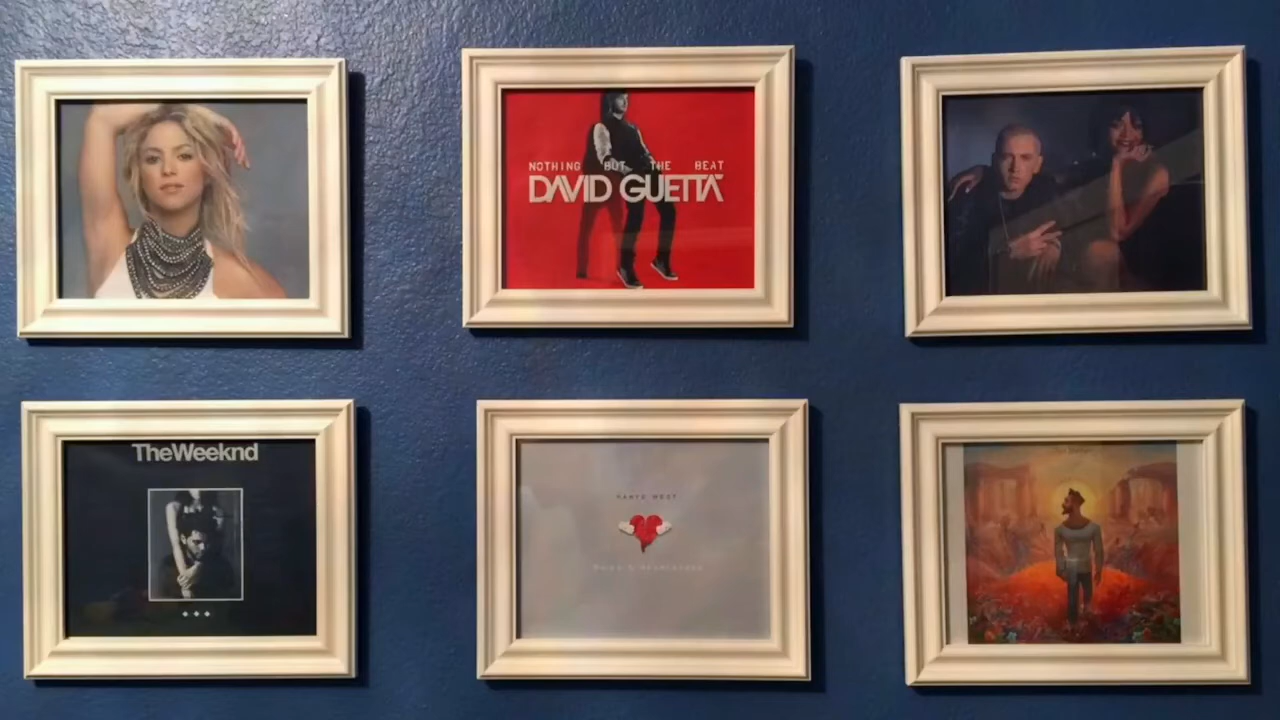 NOTHING BUT THE BEAT
DAVID GUETTA
TheWeeknd
KANYE WEST